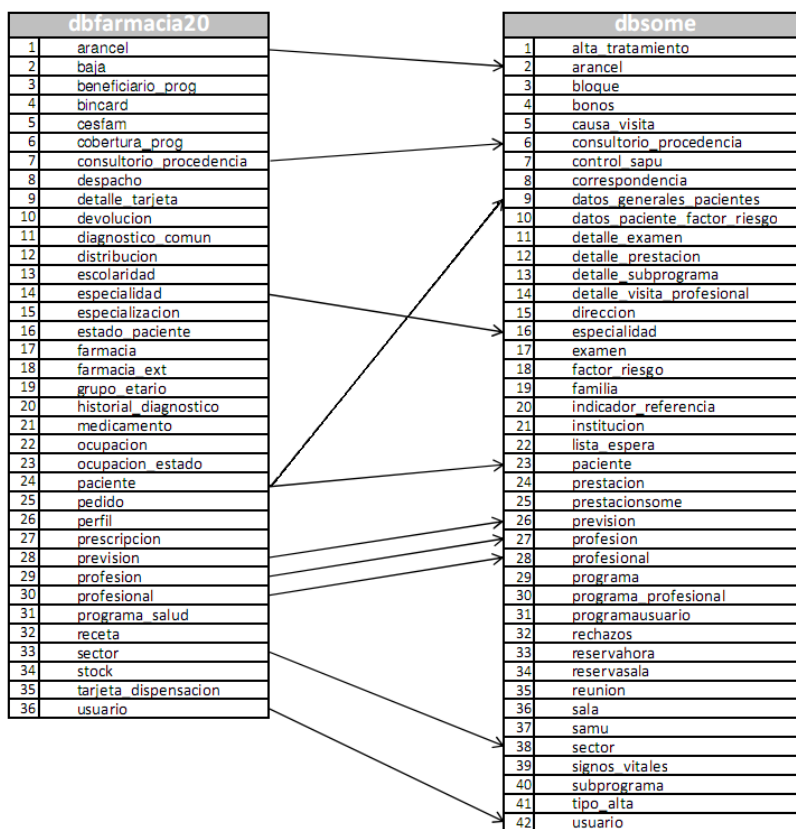 dbfarmacia20
1 arancel
2 baja
3 beneficiario_prog
4 bincard
5 cesfam
6 cobertura_prog
7 consultorio_procedencia
8 despacho
9 detalle_tarjeta
10 devolucion
11 diagnostico_comun
12 distribucion
13 escolaridad
14 especialidad
15 especializacion
16 estado_paciente
17 farmacia
18 farmacia_ext
19 grupo_etario
20 historial_diagnostico
21 medicamento
22 ocupacion
23 ocupacion_estado
24 paciente
25 pedido
26 perfil
27 prescripcion
28 prevision
29 profesion
30 profesional
31 programa_salud
32 receta
33 sector
34 stock
35 tarjeta_dispensacion
36 usuario
dbsome
1 alta_tratamiento
2 arancel
3 bloque
4 bonos
5 causa_visita
6 consultorio_procedencia
7 control_sapu
8 correspondencia
9 datos_generales_pacientes
10 datos_paciente_factor_riesgo
11 detalle_examen
12 detalle_prestacion
13 detalle_subprograma
14 detalle_visita_profesional
15 direccion
16 especialidad
17 examen
18 factor_riesgo
19 familia
20 indicador_referencia
21 institucion
22 lista_espera
23 paciente
24 prestacion
25 prestacionsome
26 prevision
27 profesion
28 profesional
29 programa
30 programa_profesional
31 programausuario
32 rechazos
33 reservahora
34 reservasala
35 reunion
36 sala
37 samu
38 sector
39 signos_vitales
40 subprograma
41 tipo_alta
42 usuario